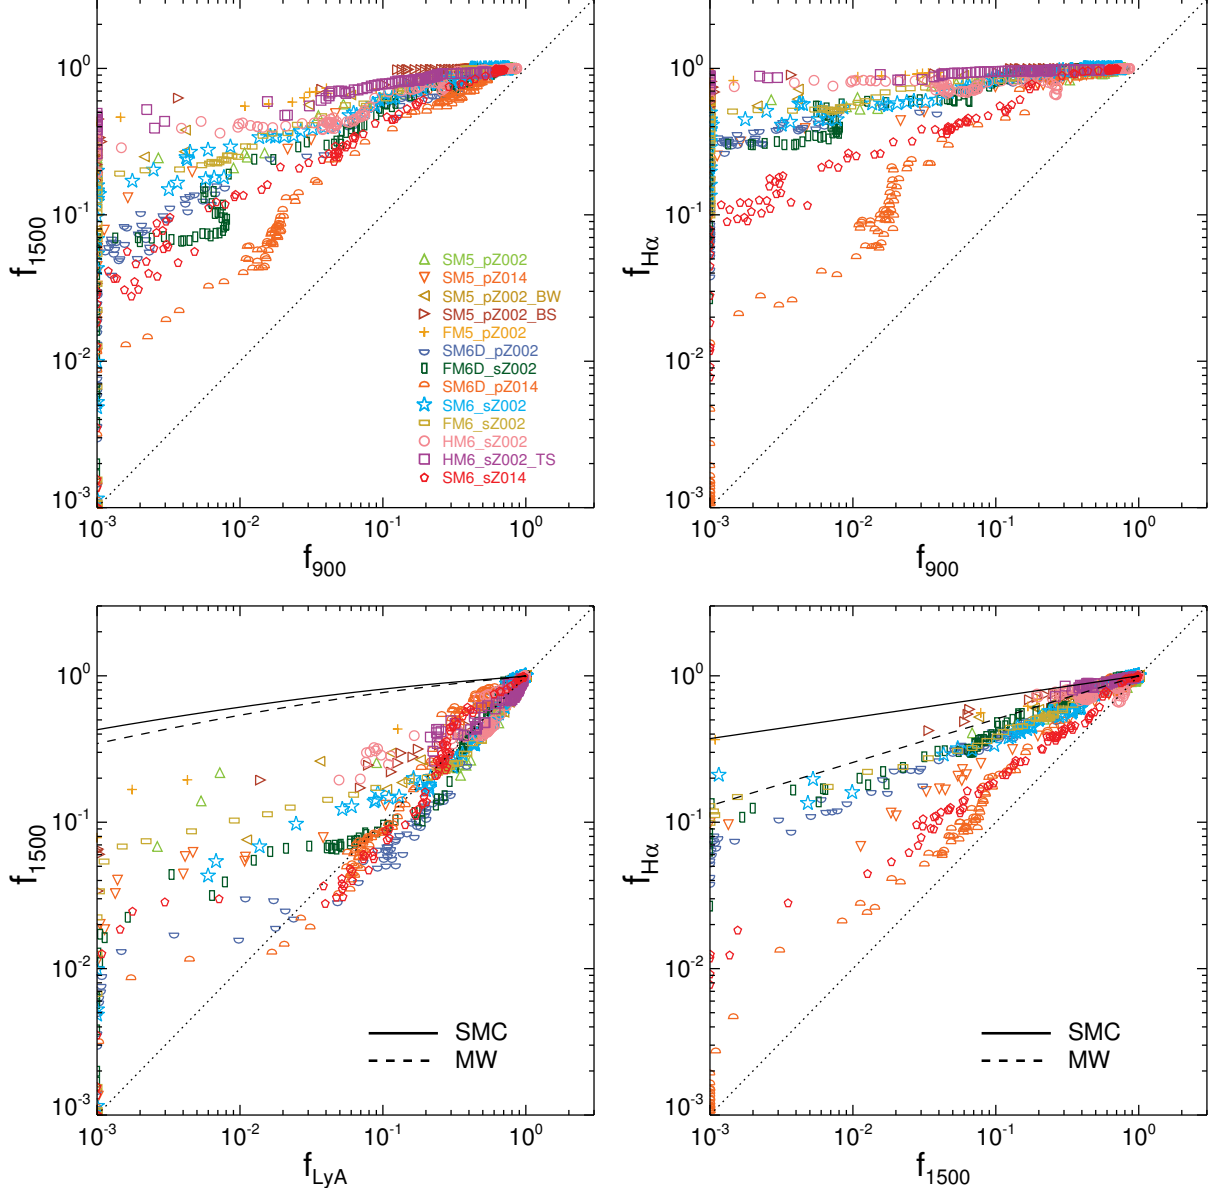 10⁰
10⁻¹
10⁻²
10⁻³
f₁₅₀₀
10⁻³ 10⁻² 10⁻¹ 10⁰
f₉₀₀
SM5_pZ002
SM5_pZ014
SM5_pZ002_BW
SM5_pZ002_BS
FM5_pZ002
SM6D_pZ002
FM6D_sZ002
SM6D_pZ014
SM6_sZ002
FM6_sZ002
HM6_sZ002
HM6_sZ002_TS
SM6_sZ014
10⁰
10⁻¹
10⁻²
10⁻³
f_Hα
10⁻³ 10⁻² 10⁻¹ 10⁰
f₉₀₀
10⁰
10⁻¹
10⁻²
10⁻³
f₁₅₀₀
SMC
MW
10⁻³ 10⁻² 10⁻¹ 10⁰
f_LyA
10⁰
10⁻¹
10⁻²
10⁻³
f_Hα
SMC
MW
10⁻³ 10⁻² 10⁻¹ 10⁰
f₁₅₀₀